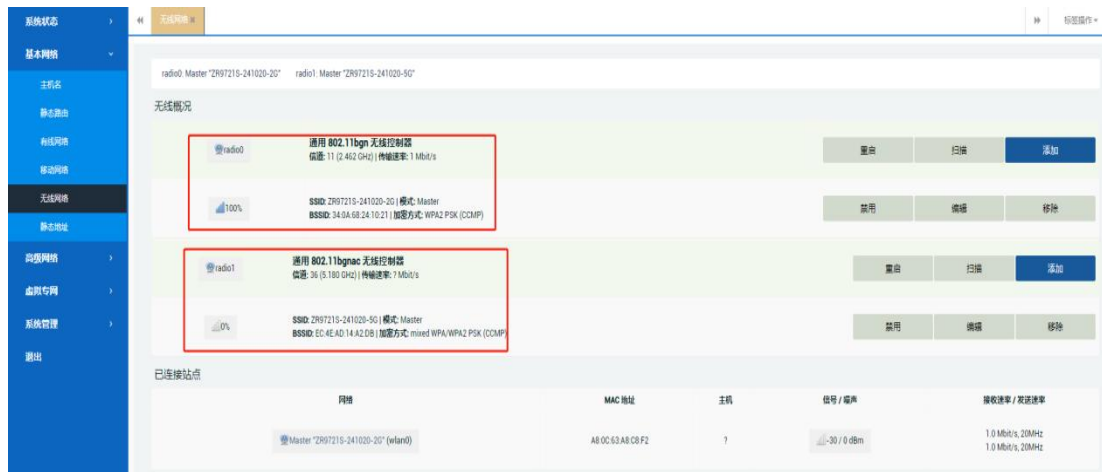 系统状态
无线网络
标签操作
基本网络
主机名
静态路由
有线网络
移动网络
无线网络
静态地址
高级网络
虚拟专网
系统管理
退出
radio0: Master "ZR9721S-241020-2G" radio1: Master "ZR9721S-241020-5G"
无线概况
radio0
通用 802.11bgn 无线控制器
信道: 11 (2.462 GHz) | 传输速率: 1 Mbit/s
重启 扫描 添加
100%
SSID: ZR9721S-241020-2G | 模式: Master
BSSID: 34:0A:68:24:10:21 | 加密方式: WPA2 PSK (CCMP)
禁用 编辑 移除
radio1
通用 802.11bgnac 无线控制器
信道: 36 (5.180 GHz) | 传输速率: ? Mbit/s
重启 扫描 添加
0%
SSID: ZR9721S-241020-5G | 模式: Master
BSSID: EC:4E:AD:14:A2:DB | 加密方式: mixed WPA/WPA2 PSK (CCMP)
禁用 编辑 移除
已连接站点
网络 MAC 地址 主机 信号 / 噪声 接收速率 / 发送速率
Master "ZR9721S-241020-2G" (wlan0) A8:0C:63:A8:C8:F2 ? -30 / 0 dBm 1.0 Mbit/s, 20MHz
1.0 Mbit/s, 20MHz